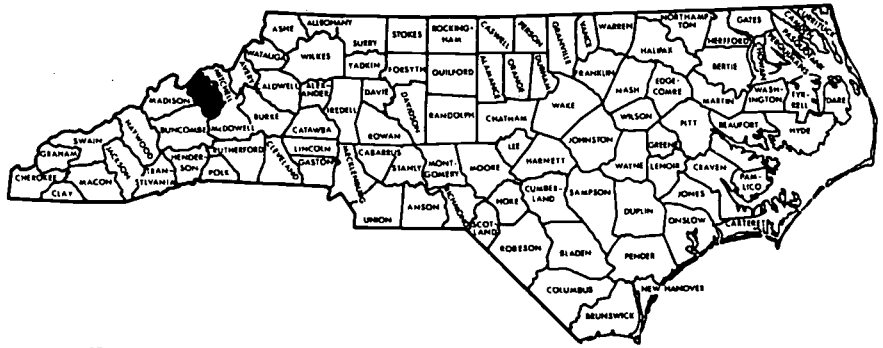 ASHE
ALLEGHANY
SURRY
STOKES
ROCKING-
HAM
CASWELL
PERSON
GRANVILLE
VANCE
WARREN
NORTHAMP
TON
GATES
HERTFORD
CURRITUCK
CAMDEN
PASQUOTANK
PERQUIMANS
CHOWAN
WATAUGA
WILKES
YADKIN
FORSYTH
GUILFORD
ALAMANCE
ORANGE
DURHAM
FRANKLIN
HALIFAX
BERTIE
MITCHELL
AVERY
CALDWELL
ALEX-
ANDER
IREDELL
DAVIE
DAVIDSON
RANDOLPH
CHATHAM
WAKE
NASH
EDGE-
COMBE
MARTIN
WASH-
INGTON
TYR-
RELL
DARE
MADISON
BUNCOMBE
McDOWELL
BURKE
CATAWBA
ROWAN
WILSON
PITT
BEAUFORT
HYDE
SWAIN
HAYWOOD
GRAHAM
JACKSON
HENDER-
SON
RUTHERFORD
CLEVELAND
LINCOLN
GASTON
MECKLENBURG
CABARRUS
STANLY
MONT-
GOMERY
MOORE
LEE
HARNETT
JOHNSTON
WAYNE
GREENE
LENOIR
CRAVEN
PAM-
LICO
CHEROKEE
CLAY
MACON
TRAN-
SYLVANIA
POLK
UNION
ANSON
RICHMOND
SCOT-
LAND
HOKE
CUMBER-
LAND
SAMPSON
DUPLIN
JONES
ONSLOW
CARTERET
ROBESON
BLADEN
PENDER
COLUMBUS
NEW HANOVER
BRUNSWICK